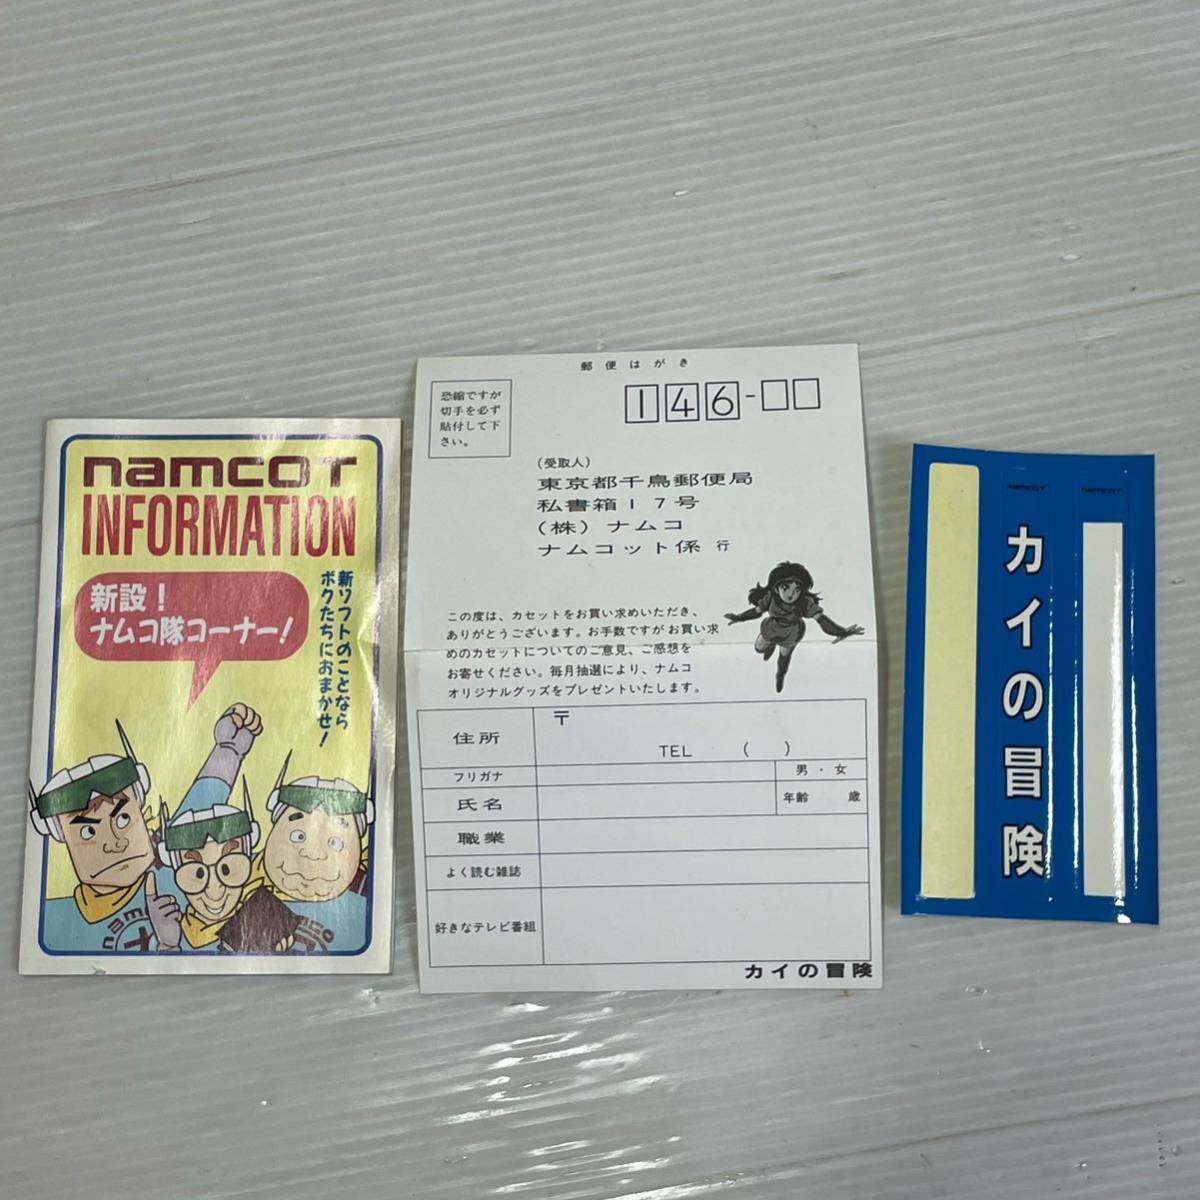 namcoT
INFORMATION
新設!
ナムコ隊コーナー!
新ソフトのことなら
ボクたちにおまかせ!
namco
namco
郵便はがき
恐縮ですが
切手を必ず
貼付して下
さい。
146-
(受取人)
東京都千鳥郵便局
私書箱17号
(株)ナムコ
ナムコット係 行
この度は、カセットをお買い求めいただき、
ありがとうございます。お手数ですがお買い求
めのカセットについてのご意見、ご感想を
お寄せください。毎月抽選により、ナムコ
オリジナルグッズをプレゼントいたします。
住所
〒
TEL ( )
フリガナ
男・女
氏名
年齢 歳
職業
よく読む雑誌
好きなテレビ番組
カイの冒険
namcoT
カイの冒険
namcoT